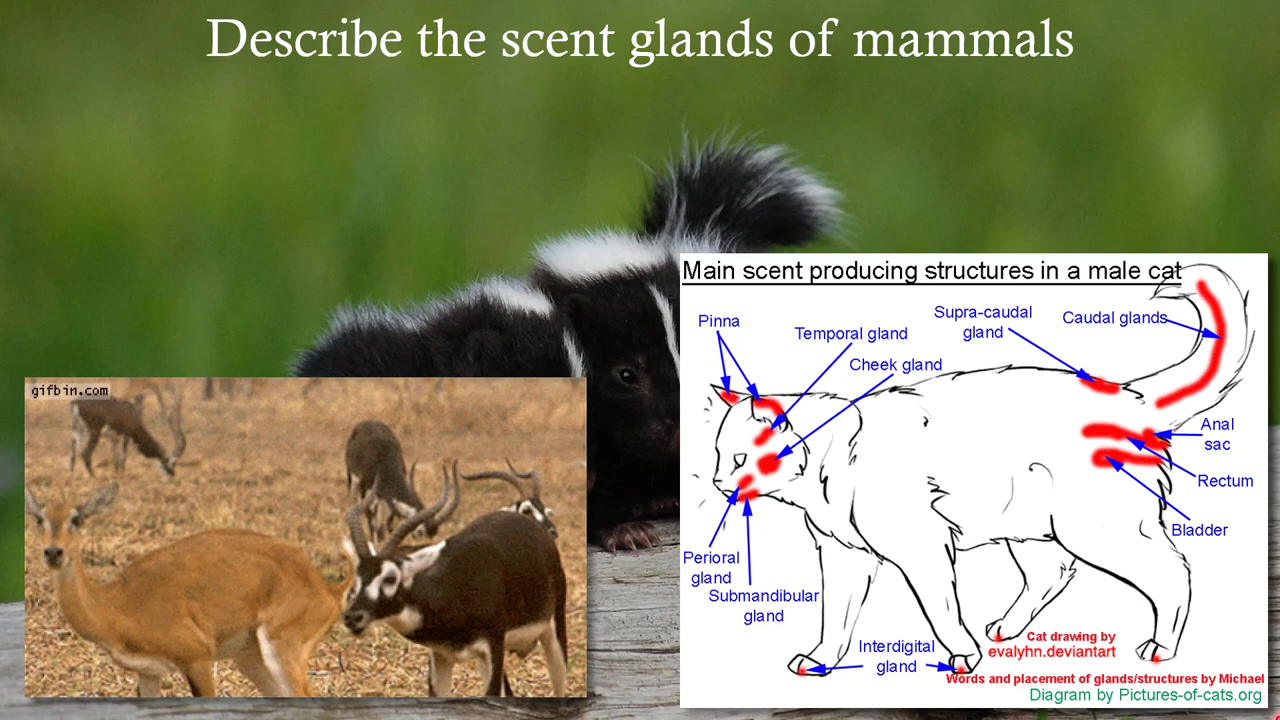 Describe the scent glands of mammals
gifbin.com
Main scent producing structures in a male cat
Pinna
Temporal gland
Cheek gland
Supra-caudal
gland
Caudal glands
Anal
sac
Rectum
Bladder
Perioral
gland
Submandibular
gland
Interdigital
gland
Cat drawing by
evalyhn.deviantart
Words and placement of glands/structures by Michael
Diagram by Pictures-of-cats.org